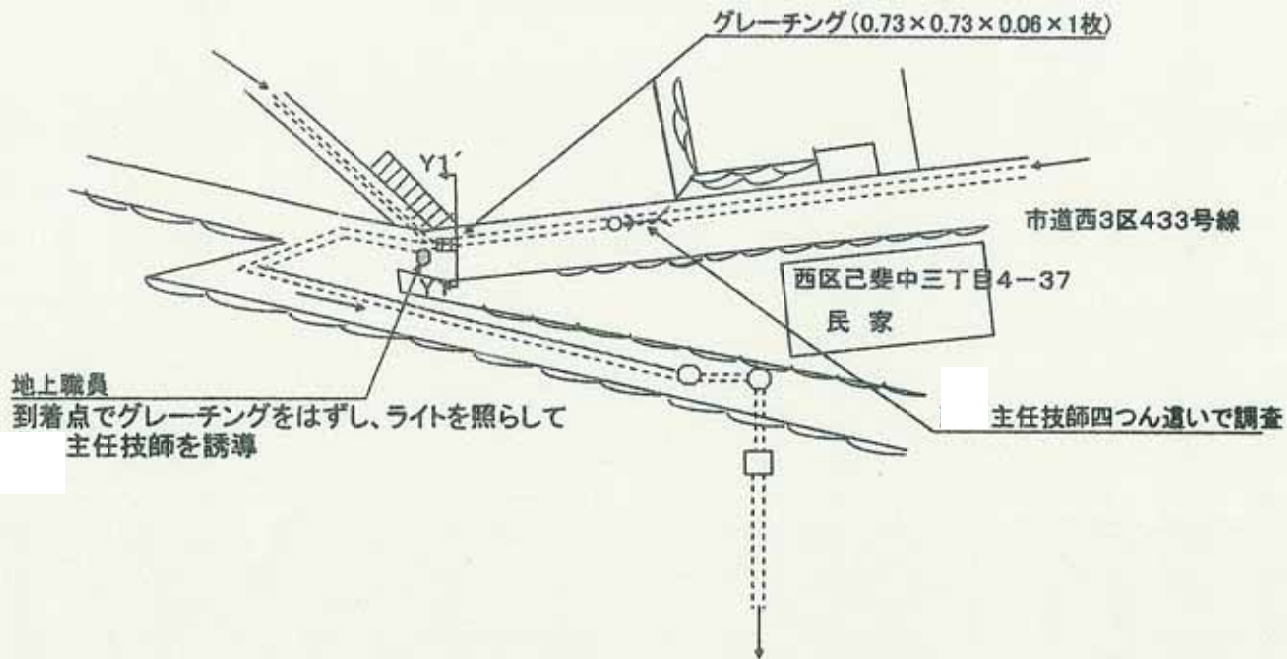 グレーチング(0.73×0.73×0.06×1枚)
Y1´
市道西3区433号線
Y1
西区己斐中三丁目4－37
民 家
地上職員
到着点でグレーチングをはずし、ライトを照らして
主任技師を誘導
主任技師四つん這いで調査